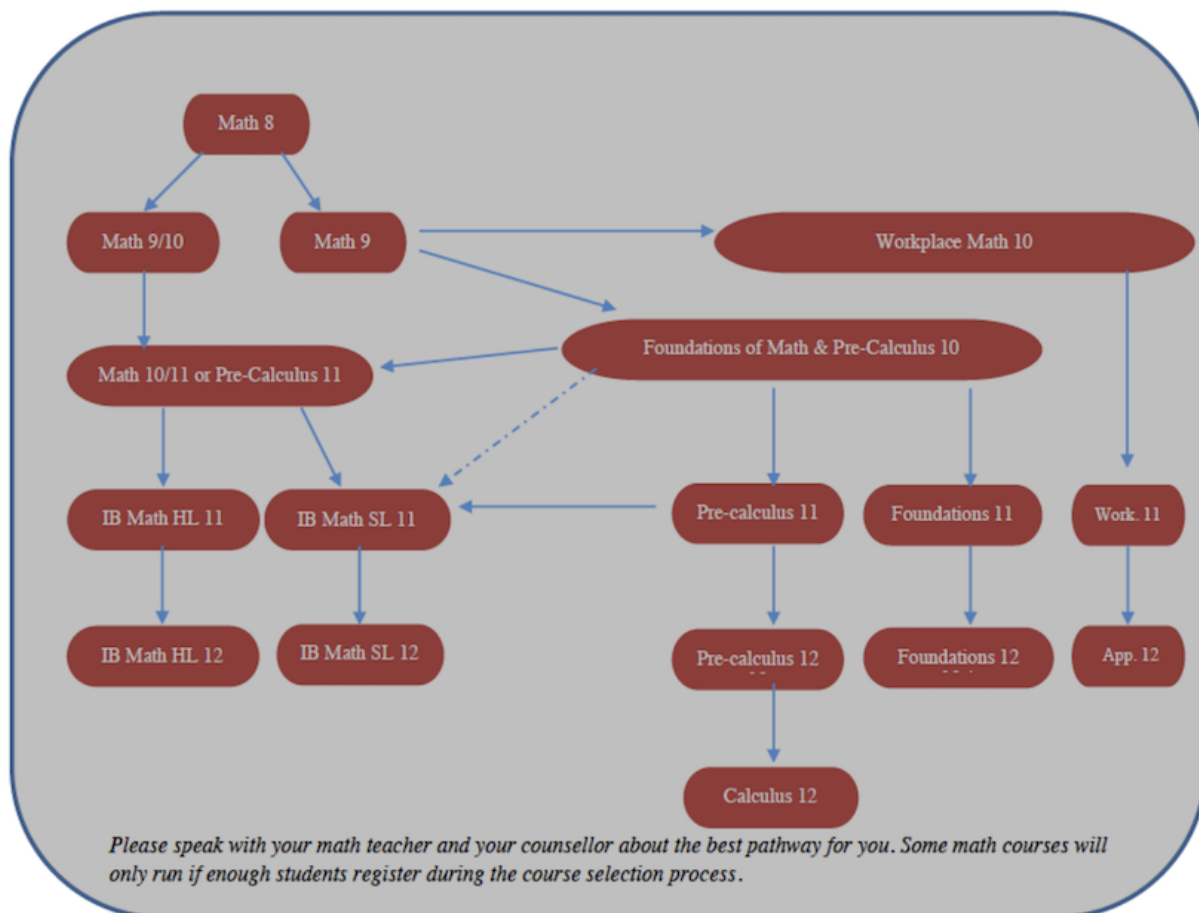 Math 8
Math 9/10
Math 9
Workplace Math 10
Foundations of Math & Pre-Calculus 10
Math 10/11 or Pre-Calculus 11
IB Math HL 11
IB Math SL 11
Pre-calculus 11
Foundations 11
Work. 11
IB Math HL 12
IB Math SL 12
Pre-calculus 12
Foundations 12
App. 12
Calculus 12
Please speak with your math teacher and your counsellor about the best pathway for you. Some math courses will
only run if enough students register during the course selection process.